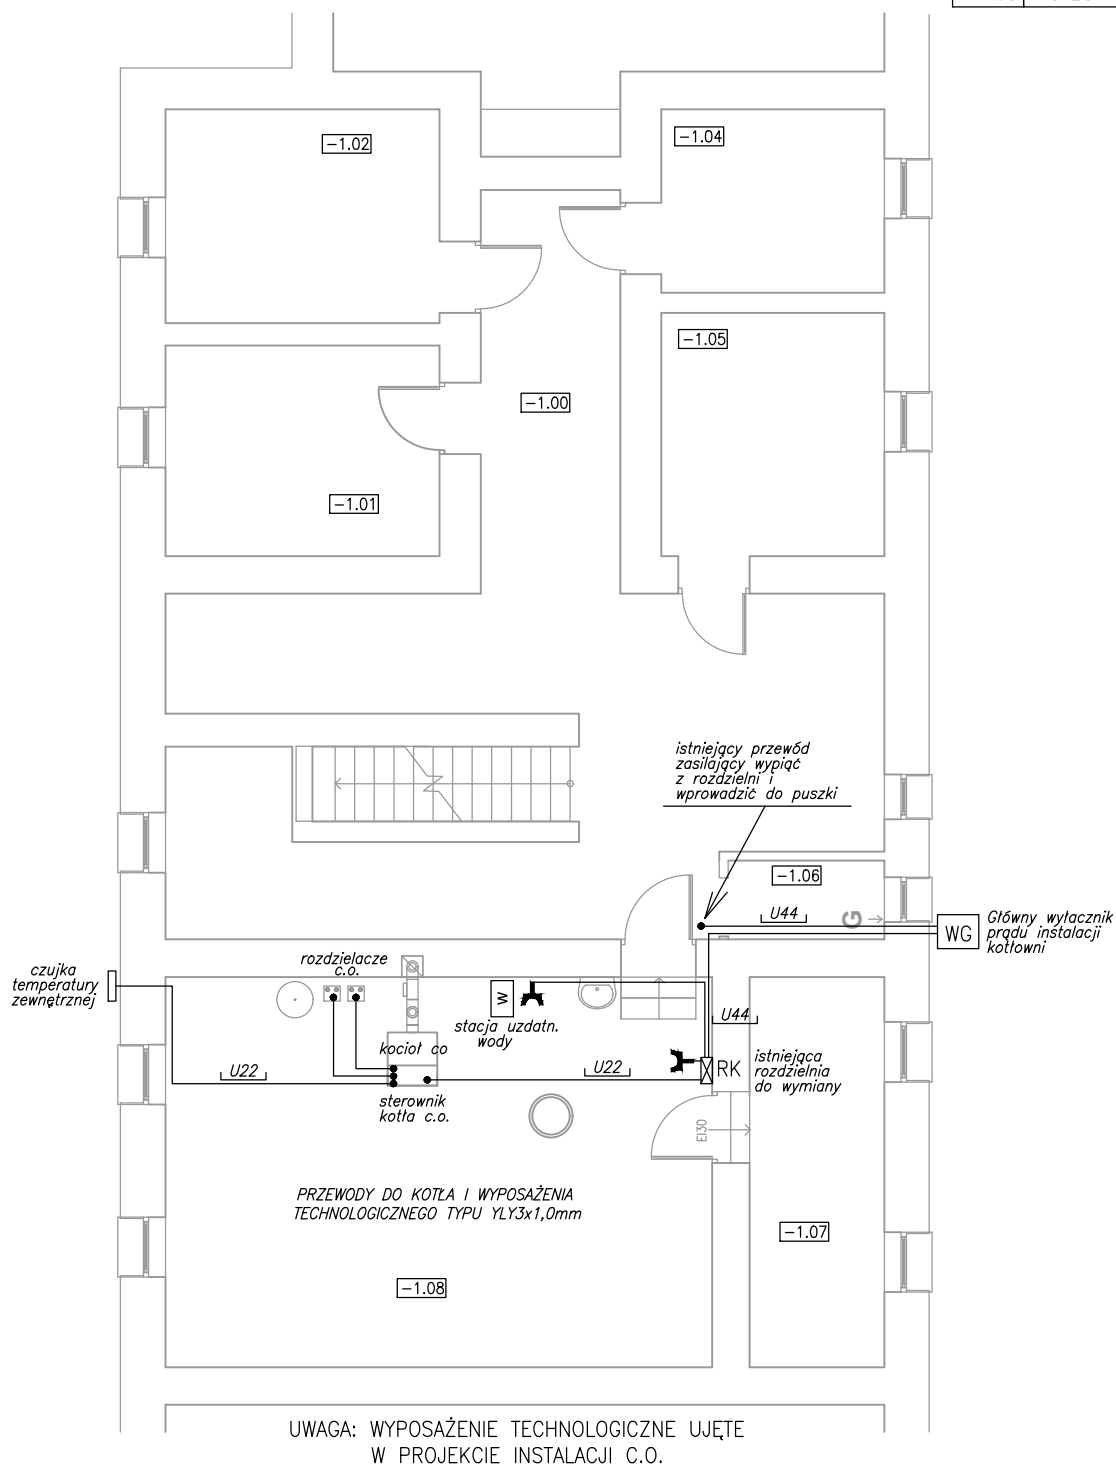 -1.02
-1.04
-1.05
-1.00
-1.01
istniejący przewód
zasilający wypiąć
z rozdzielni i
wprowadzić do puszki
-1.06
U44
G
WG
Główny wyłacznik
prądu instalacji
kotłowni
czujka
temperatury
zewnętrznej
rozdzielacze
c.o.
W
stacja uzdatn.
wody
U44
kocioł co
U22
U22
RK
istniejąca
rozdzielnia
do wymiany
sterownik
kotła c.o.
EI30
PRZEWODY DO KOTŁA I WYPOSAŻENIA
TECHNOLOGICZNEGO TYPU YLY3x1,0mm
-1.07
-1.08
UWAGA: WYPOSAŻENIE TECHNOLOGICZNE UJĘTE
W PROJEKCIE INSTALACJI C.O.